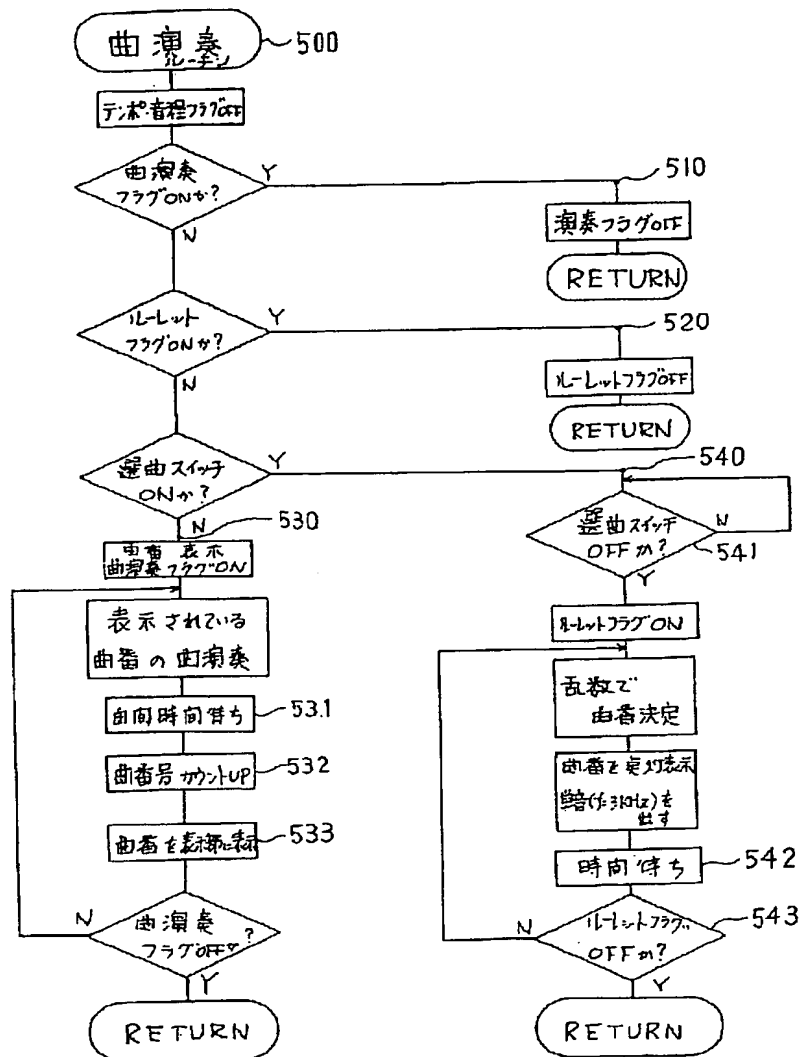 曲演奏
ルーチン
500
テンポ・音程フラグOFF
曲演奏
フラグONか?
Y
N
510
演奏フラグOFF
RETURN
ルーレット
フラグONか?
Y
N
520
ルーレットフラグOFF
RETURN
選曲スイッチ
ONか?
Y
N
530
曲番 表示
曲演奏フラグON
表示されている
曲番の曲演奏
曲間時間待ち
531
曲番号カウントUP
532
曲番を表示部に表示
533
曲演奏
フラグOFFか?
N
Y
RETURN
540
選曲スイッチ
OFFか?
N
541
Y
ルーレットフラグON
乱数で
曲番決定
曲番を 表示
を
出す
時間待ち
542
ルーレットフラグ
OFFか?
543
N
Y
RETURN